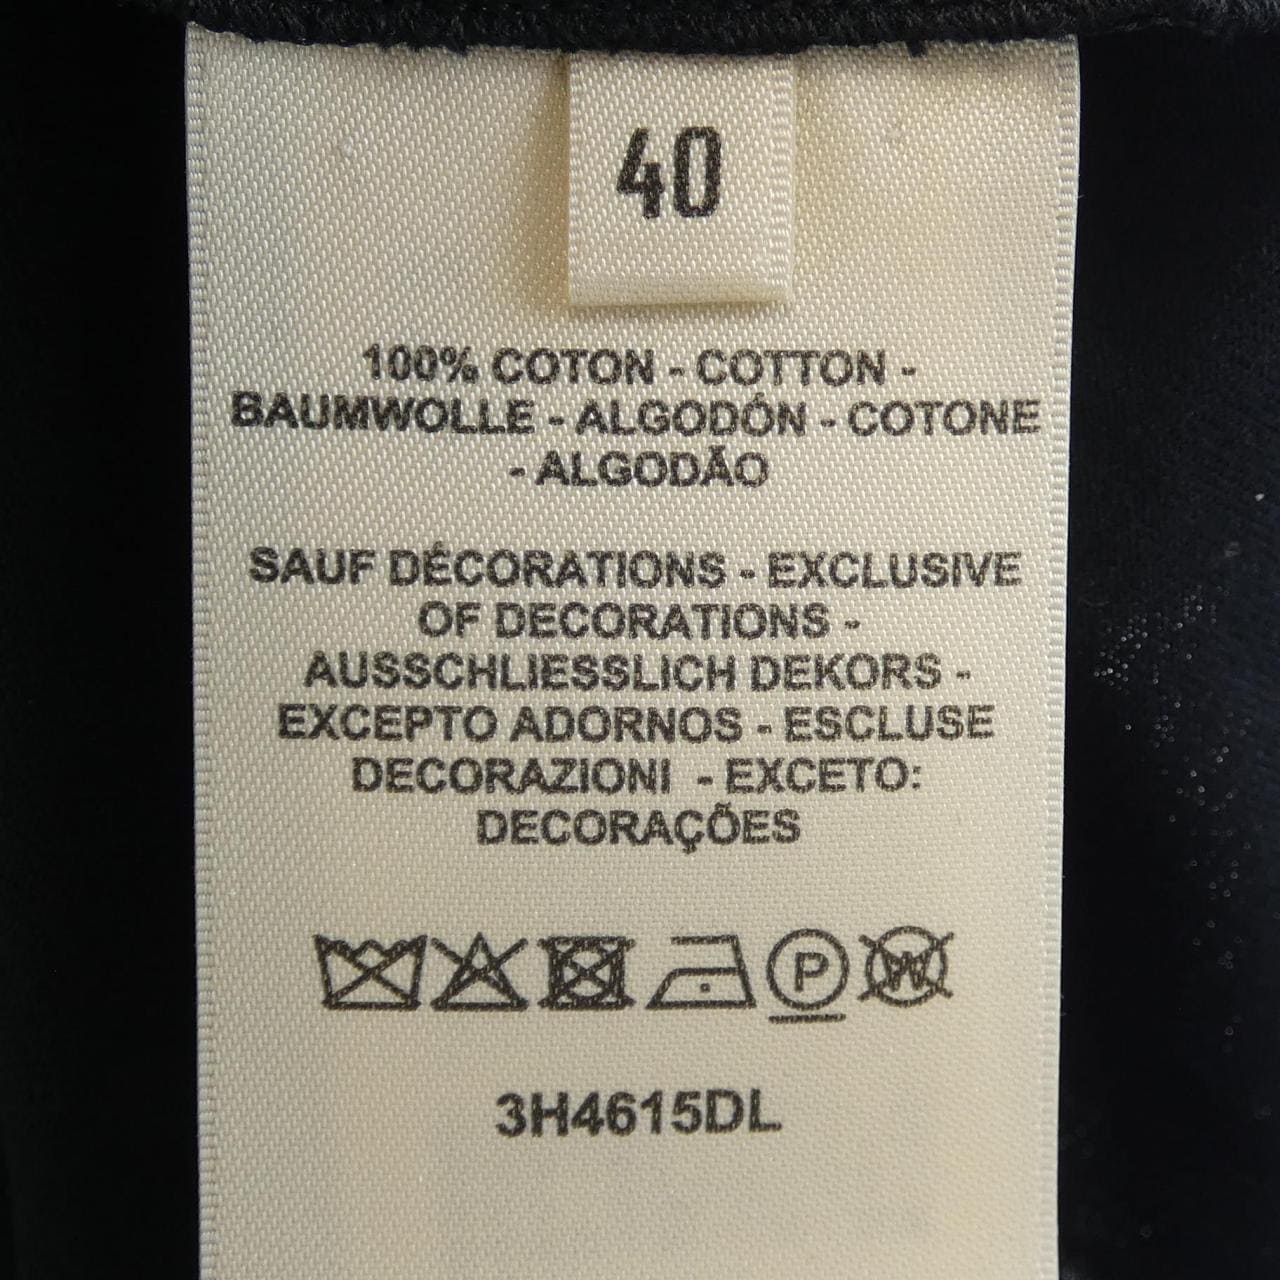 40
100% COTON - COTTON -
BAUMWOLLE - ALGODÓN - COTONE
- ALGODÃO
SAUF DÉCORATIONS - EXCLUSIVE
OF DECORATIONS -
AUSSCHLIESSLICH DEKORS -
EXCEPTO ADORNOS - ESCLUSE
DECORAZIONI - EXCETO:
DECORAÇÕES
P W
3H4615DL